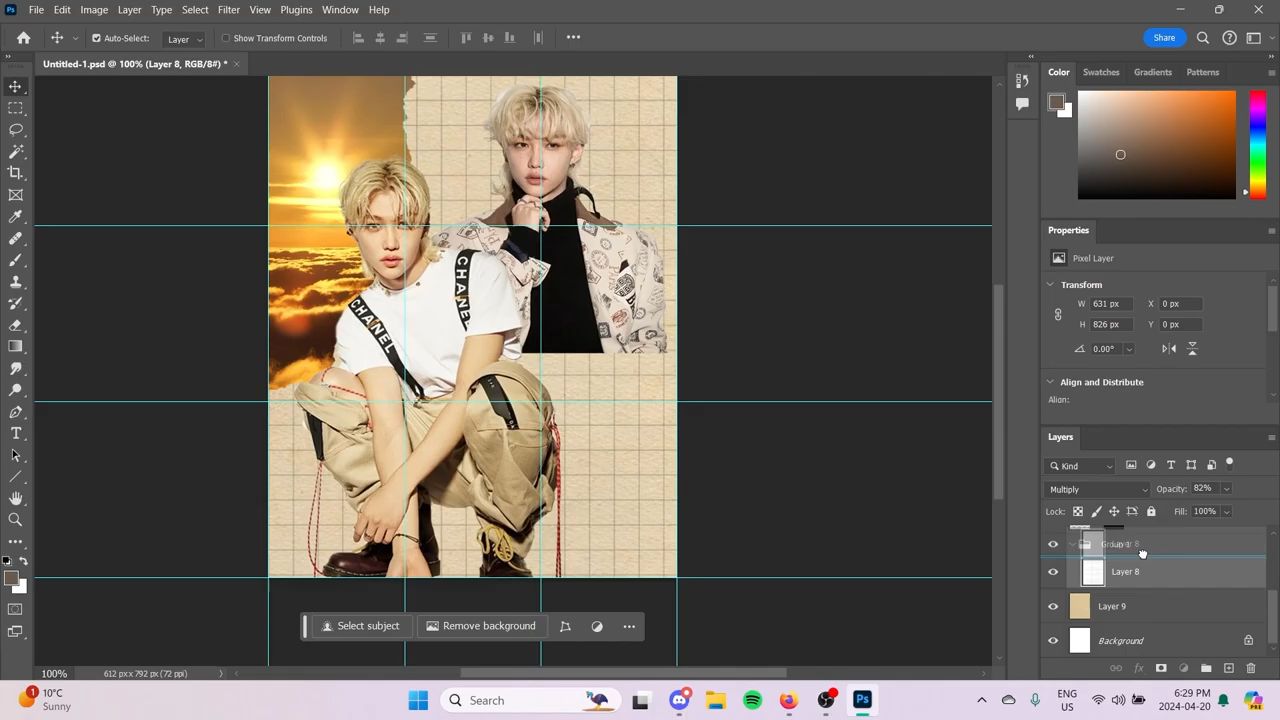 Ps File Edit Image Layer Type Select Filter View Plugins Window Help
Auto-Select: Layer Show Transform Controls Share
Untitled-1.psd @ 100% (Layer 8, RGB/8#) *
Color Swatches Gradients Patterns
Properties
Pixel Layer
Transform
W 631 px X 0 px
H 826 px Y 0 px
0.00°
Align and Distribute
Align:
CHANEL
CHANEL
Layers
Kind
Multiply Opacity: 82%
Lock: Fill: 100%
Layer 8
Layer 9
Background
Select subject Remove background
100% 612 px x 792 px (72 ppi)
1
10°C
Sunny
Search
Ps
ENG
US
6:29 PM
2024-04-20